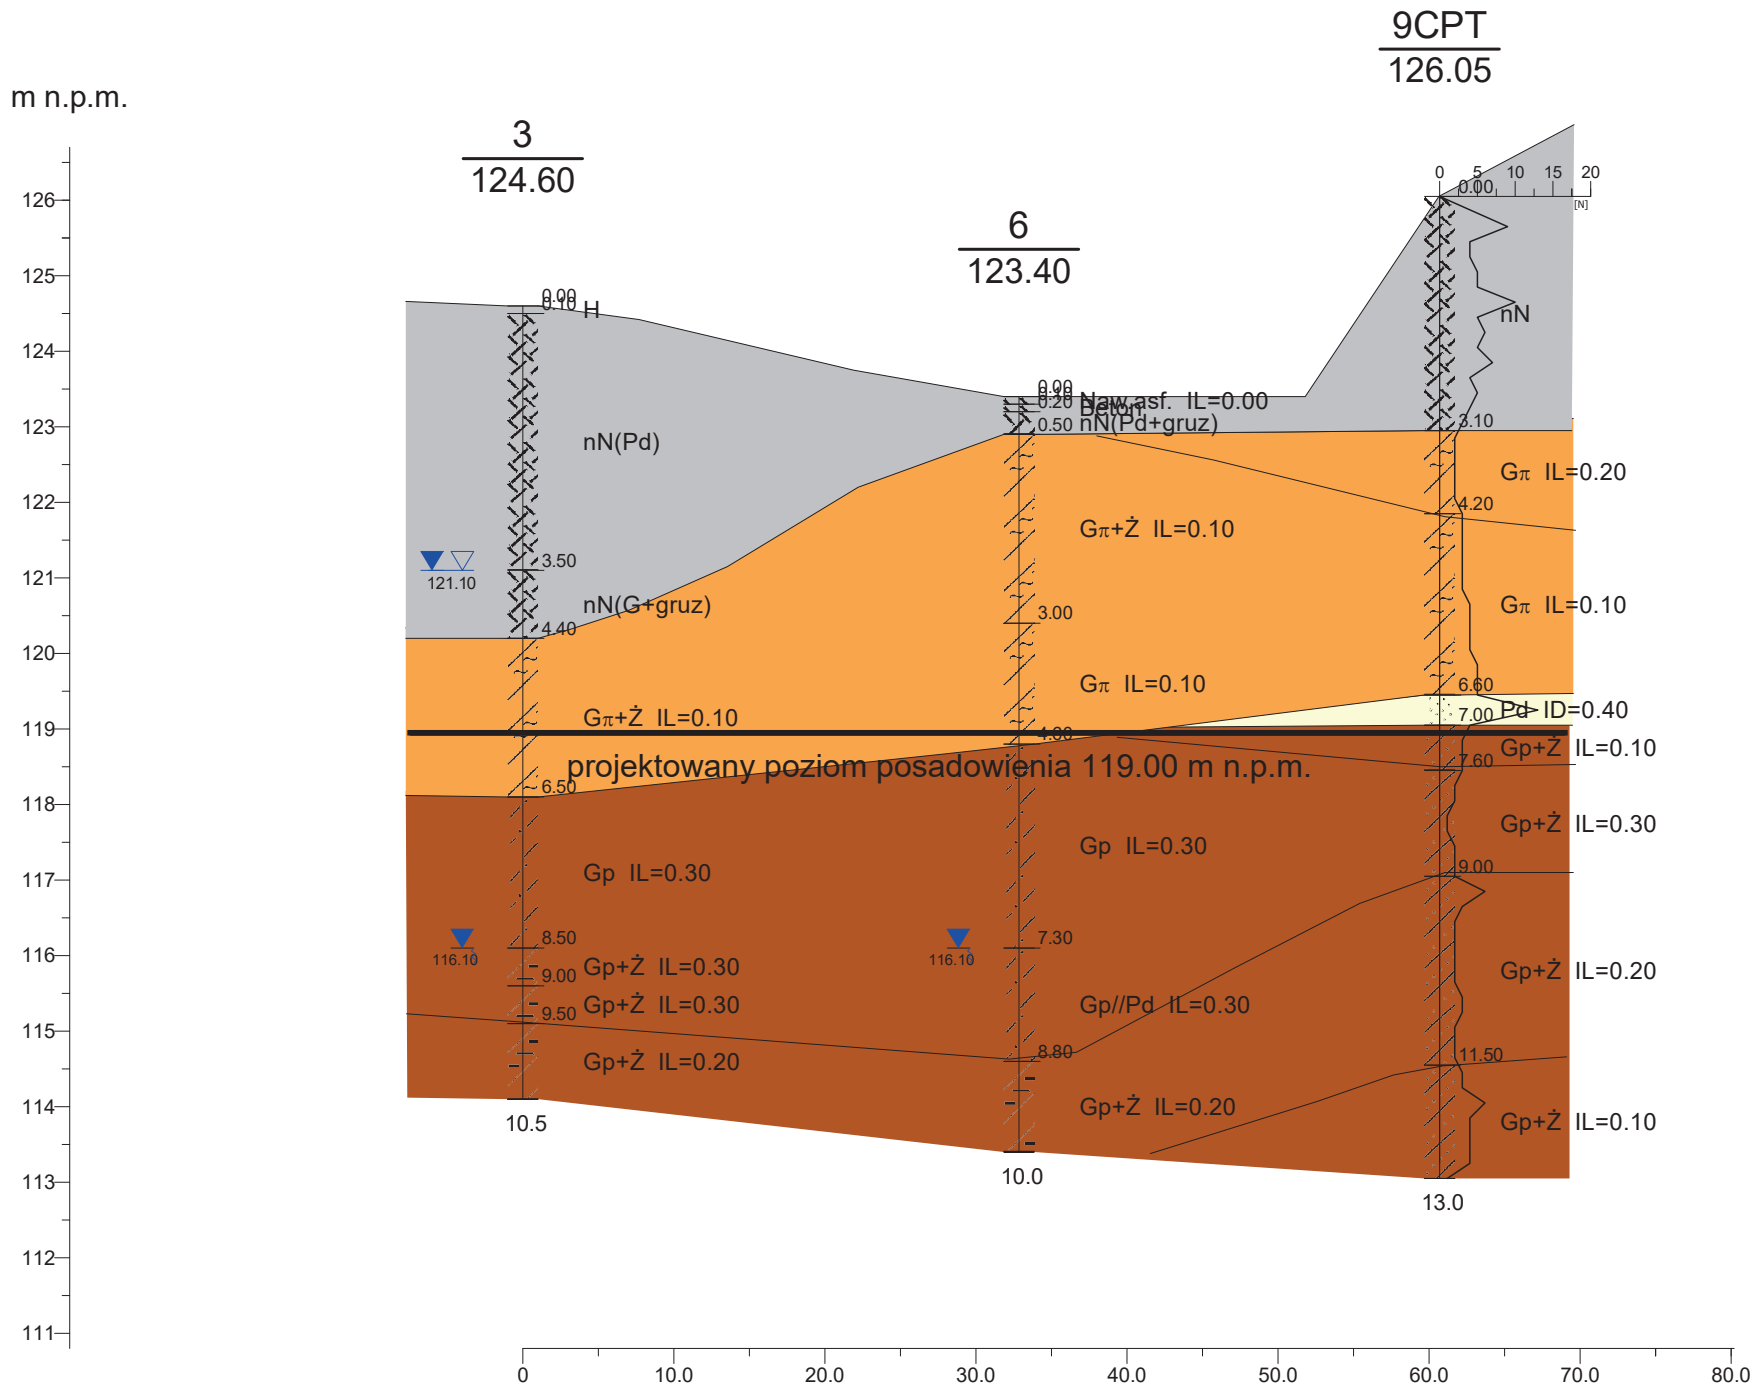 9CPT
126.05
m n.p.m.
3
124.60
6
123.40
126
125
124
123
122
121
120
119
118
117
116
115
114
113
112
111
0 5 10 15 20
[N]
0.00
nN
3.10
Gπ IL=0.20
4.20
Gπ IL=0.10
6.60
7.00 Pd ID=0.40
Gp+Ż IL=0.10
7.60
Gp+Ż IL=0.30
9.00
Gp+Ż IL=0.20
11.50
Gp+Ż IL=0.10
13.0
0.00
0.10 H
nN(Pd)
3.50
121.10
nN(G+gruz)
4.40
Gπ+Ż IL=0.10
6.50
Gp IL=0.30
8.50
116.10
Gp+Ż IL=0.30
9.00
Gp+Ż IL=0.30
9.50
Gp+Ż IL=0.20
10.5
0.00
0.10 Naw.asf. IL=0.00
0.20 Beton
0.50 nN(Pd+gruz)
Gπ+Ż IL=0.10
3.00
Gπ IL=0.10
4.60
projektowany poziom posadowienia 119.00 m n.p.m.
Gp IL=0.30
7.30
116.10
Gp//Pd IL=0.30
8.80
Gp+Ż IL=0.20
10.0
0 10.0 20.0 30.0 40.0 50.0 60.0 70.0 80.0